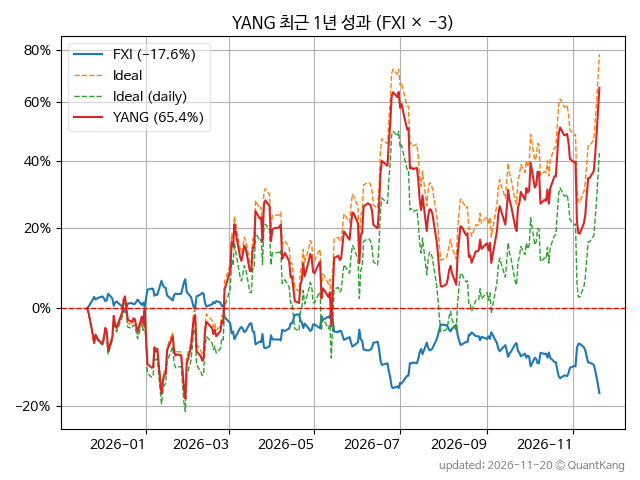 YANG 최근 1년 성과 (FXI × −3)
FXI (−17.6%)
Ideal
Ideal (daily)
YANG (65.4%)
80%
60%
40%
20%
0%
−20%
2026-01 2026-03 2026-05 2026-07 2026-09 2026-11
updated: 2026-11-20 © QuantKang